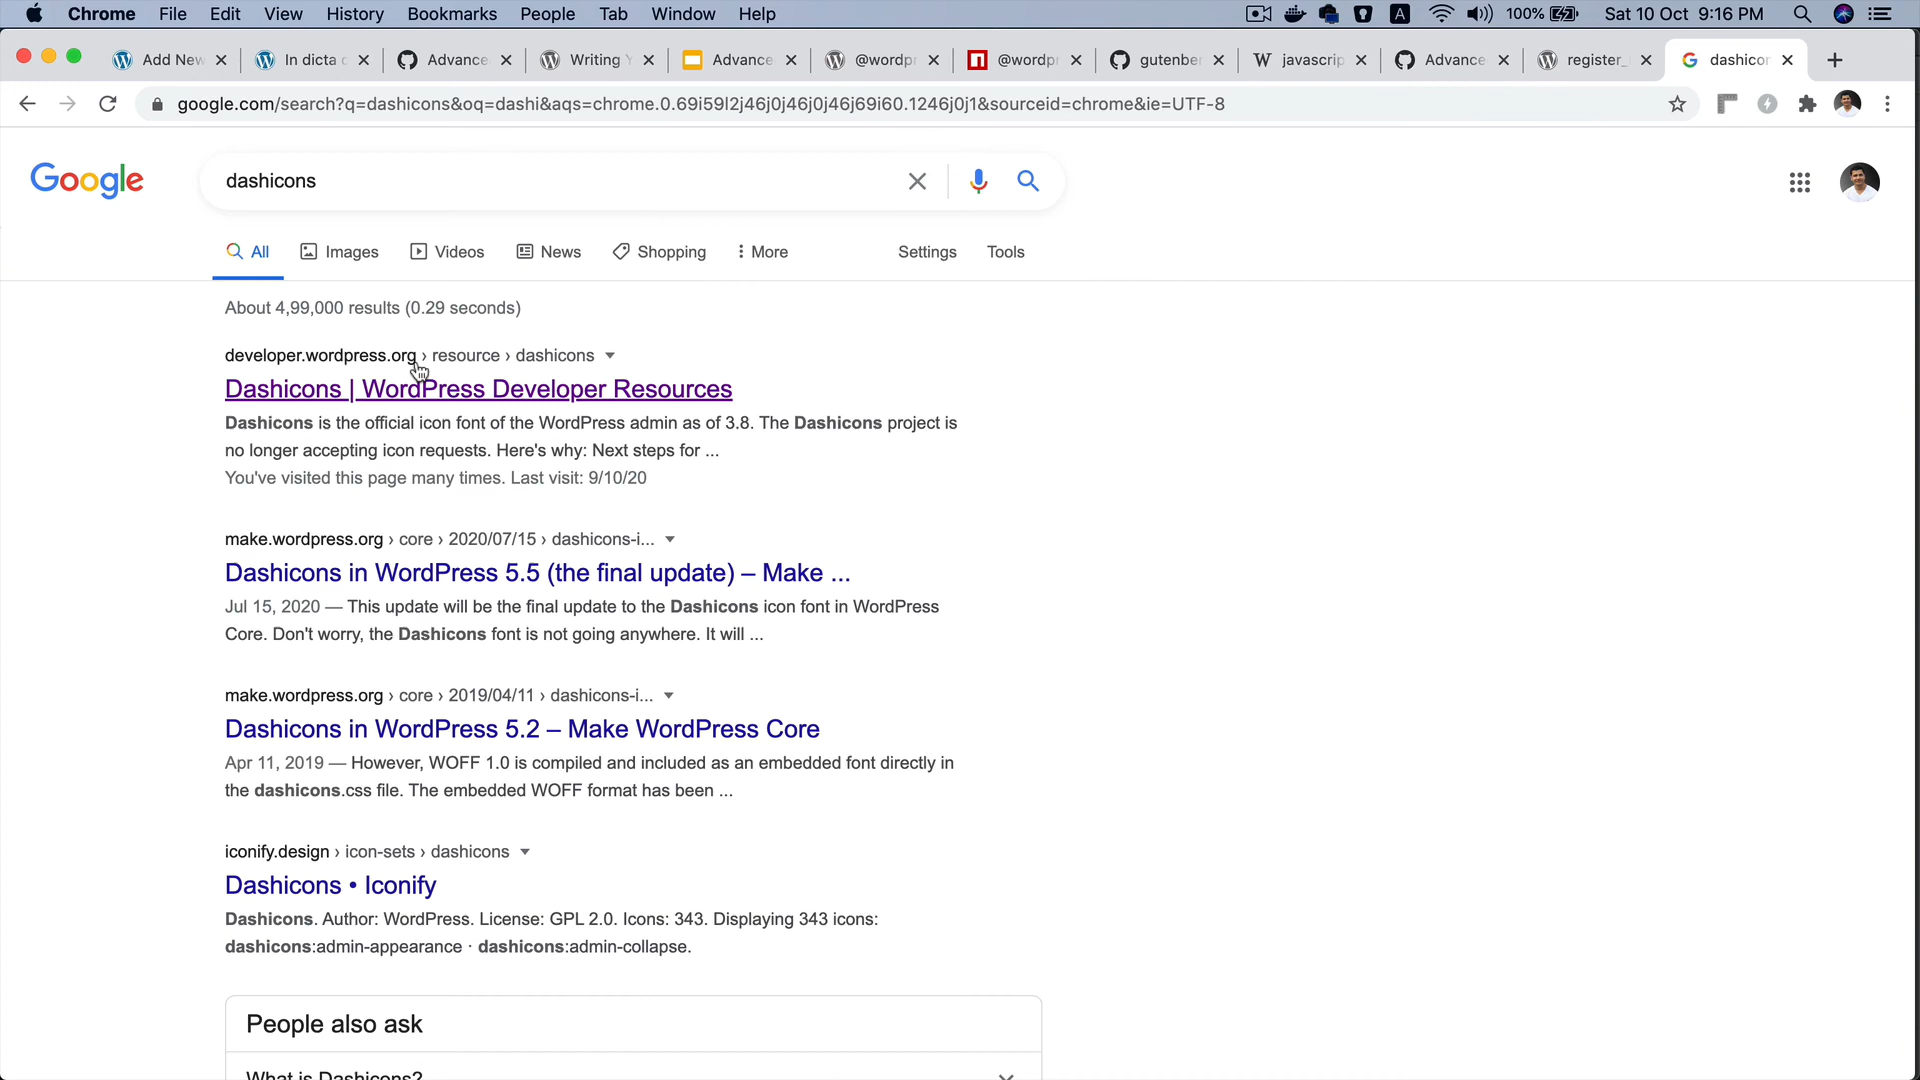 Chrome File Edit View History Bookmarks People Tab Window Help A 100% Sat 10 Oct 9:16 PM
Add New In dicta Advance Writing Advance @wordpr @wordpr gutenber W javascrip Advance register_ dashicon
google.com/search?q=dashicons&oq=dashi&aqs=chrome.0.69i59l2j46j0j46j0j46j69i60.1246j0j1&sourceid=chrome&ie=UTF-8
Google dashicons
All Images Videos News Shopping More Settings Tools
About 4,99,000 results (0.29 seconds)
developer.wordpress.org › resource › dashicons
Dashicons | WordPress Developer Resources
Dashicons is the official icon font of the WordPress admin as of 3.8. The Dashicons project is
no longer accepting icon requests. Here's why: Next steps for ...
You've visited this page many times. Last visit: 9/10/20
make.wordpress.org › core › 2020/07/15 › dashicons-i...
Dashicons in WordPress 5.5 (the final update) – Make ...
Jul 15, 2020 — This update will be the final update to the Dashicons icon font in WordPress
Core. Don't worry, the Dashicons font is not going anywhere. It will ...
make.wordpress.org › core › 2019/04/11 › dashicons-i...
Dashicons in WordPress 5.2 – Make WordPress Core
Apr 11, 2019 — However, WOFF 1.0 is compiled and included as an embedded font directly in
the dashicons.css file. The embedded WOFF format has been ...
iconify.design › icon-sets › dashicons
Dashicons • Iconify
Dashicons. Author: WordPress. License: GPL 2.0. Icons: 343. Displaying 343 icons:
dashicons:admin-appearance · dashicons:admin-collapse.
People also ask
What is Dashicons?